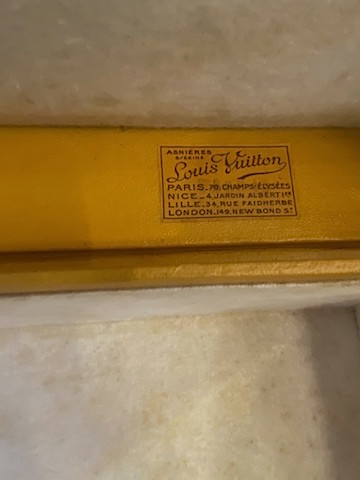 ASNIÈRES
S/SEINE
Louis Vuitton
PARIS.70, CHAMPS-ÉLYSÉES
NICE.-4, JARDIN ALBERT IER
LILLE.34, RUE FAIDHERBE
LONDON.149, NEW BOND ST